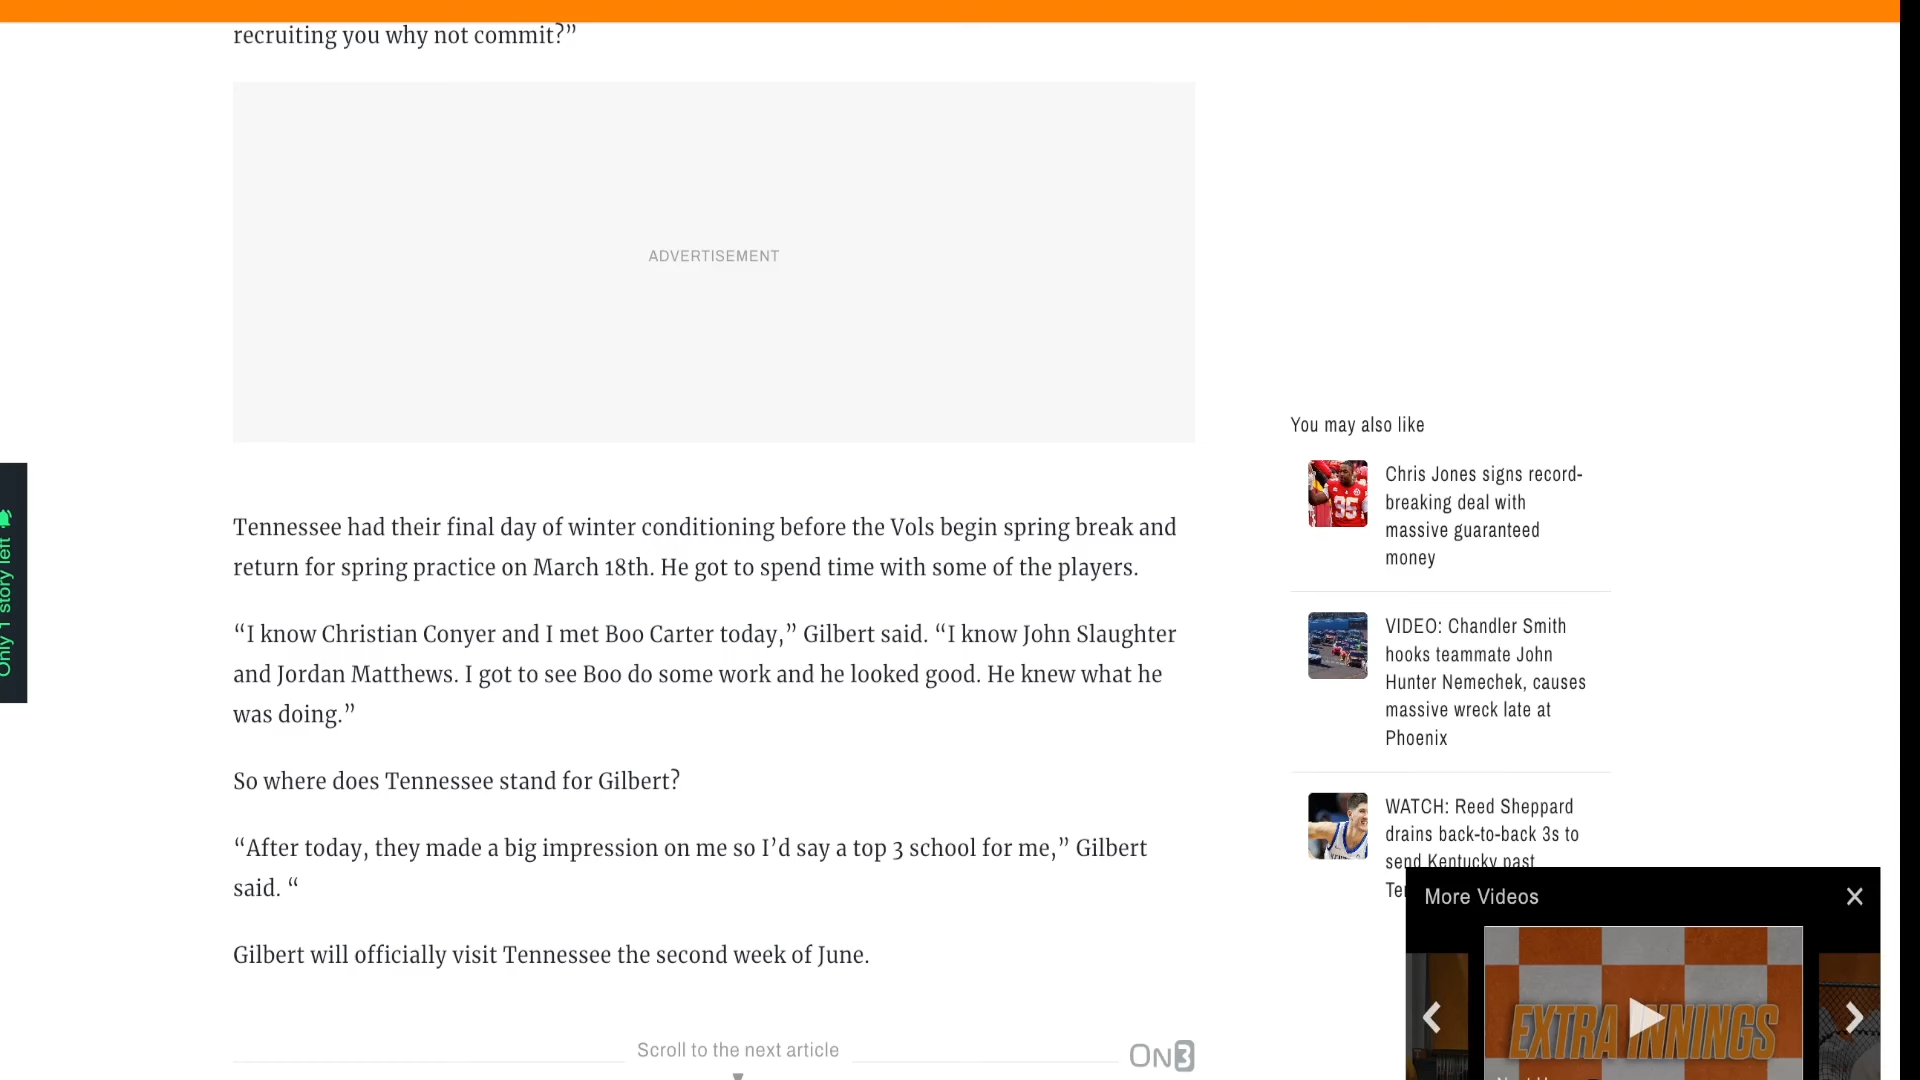 recruiting you why not commit?”
ADVERTISEMENT
Tennessee had their final day of winter conditioning before the Vols begin spring break and
return for spring practice on March 18th. He got to spend time with some of the players.
“I know Christian Conyer and I met Boo Carter today,” Gilbert said. “I know John Slaughter
and Jordan Matthews. I got to see Boo do some work and he looked good. He knew what he
was doing.”
So where does Tennessee stand for Gilbert?
“After today, they made a big impression on me so I’d say a top 3 school for me,” Gilbert
said. “
Gilbert will officially visit Tennessee the second week of June.
Scroll to the next article
ON3
Only 1 story left
You may also like
Chris Jones signs record-
breaking deal with
massive guaranteed
money
35
VIDEO: Chandler Smith
hooks teammate John
Hunter Nemechek, causes
massive wreck late at
Phoenix
WATCH: Reed Sheppard
drains back-to-back 3s to
send Kentucky past
More Videos
EXTRA INNINGS